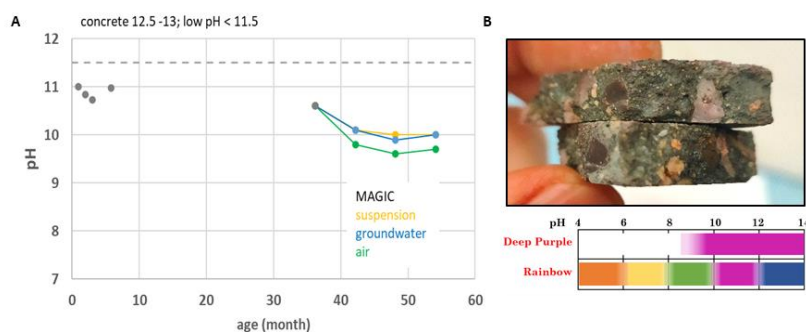 A
concrete 12.5 -13; low pH < 11.5
12
11
10
9
8
7
pH
0 10 20 30 40 50 60
age (month)
MAGIC
suspension
groundwater
air
B
pH 4 6 8 10 12 14
Deep Purple
Rainbow